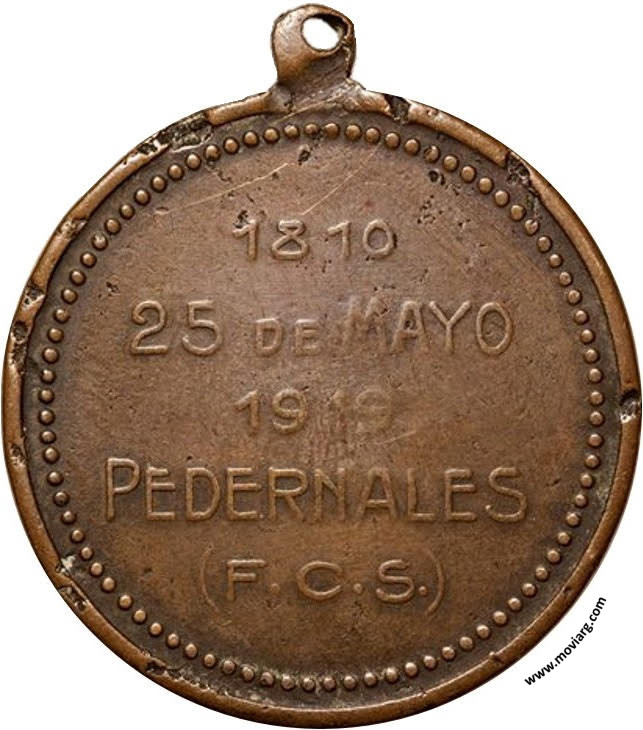 1810
25 DE MAYO
1919
PEDERNALES
(F.C.S.)
www.moviarg.com